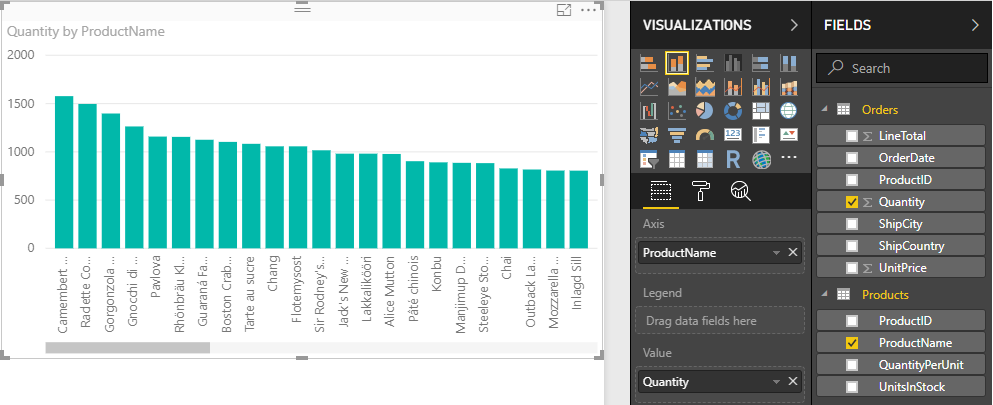 Quantity by ProductName
2000
1500
1000
500
0
Camembert ...
Raclette Co...
Gorgonzola ...
Gnocchi di ...
Pavlova
Rhönbräu Kl...
Guaraná Fa...
Boston Crab...
Tarte au sucre
Chang
Flotemysost
Sir Rodney's...
Jack's New ...
Lakkalikööri
Alice Mutton
Pâté chinois
Konbu
Manjimup D...
Steeleye Sto...
Chai
Outback La...
Mozzarella ...
Inlagd Sill
VISUALIZATIONS
123
R
Axis
ProductName
Legend
Drag data fields here
Value
Quantity
FIELDS
Search
Orders
LineTotal
OrderDate
ProductID
Quantity
ShipCity
ShipCountry
UnitPrice
Products
ProductID
ProductName
QuantityPerUnit
UnitsInStock